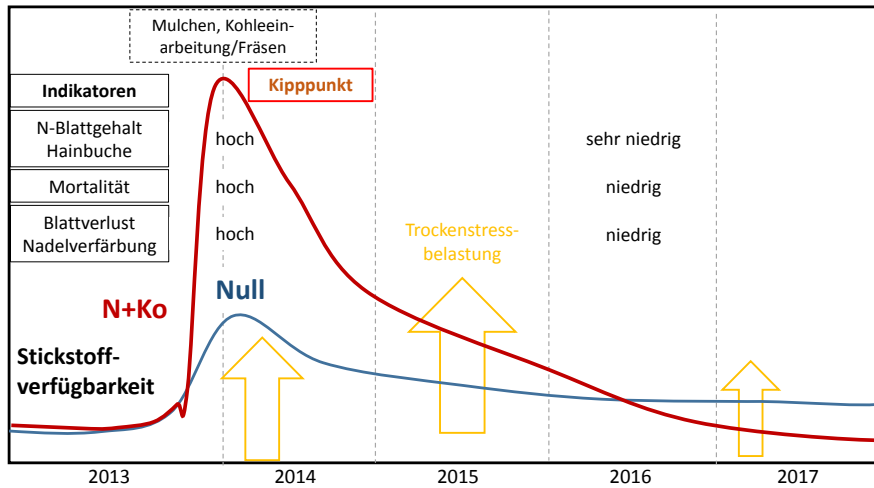 Mulchen, Kohleein-
arbeitung/Fräsen
Indikatoren
Kipppunkt
N-Blattgehalt
Hainbuche
hoch
sehr niedrig
Mortalität
hoch
niedrig
Blattverlust
Nadelverfärbung
hoch
niedrig
Trockenstress-
belastung
N+Ko
Null
Stickstoff-
verfügbarkeit
2013
2014
2015
2016
2017